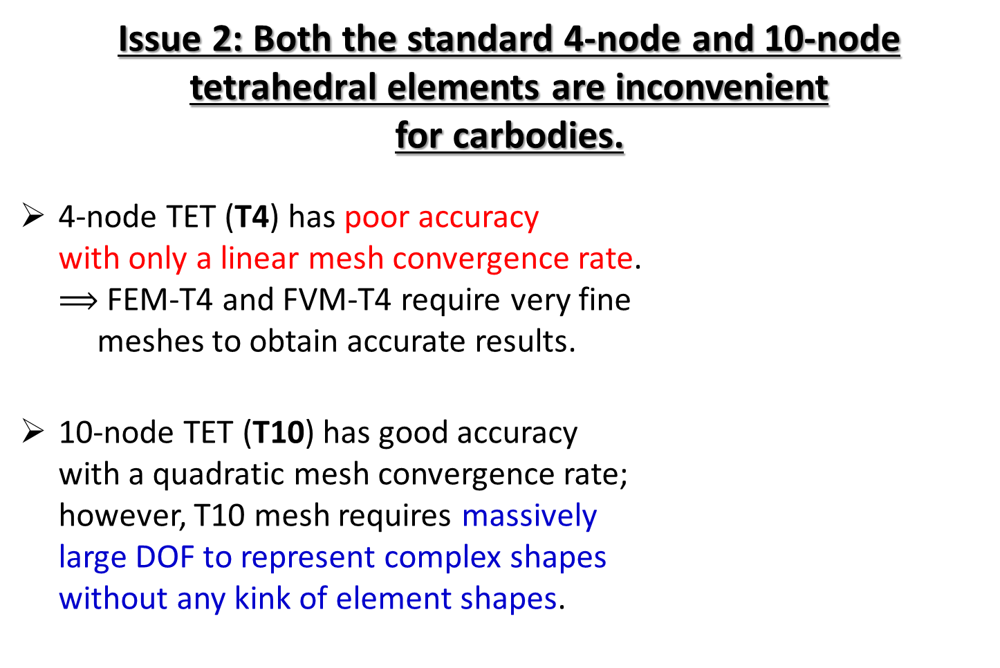 Issue 2: Both the standard 4-node and 10-node
tetrahedral elements are inconvenient
for carbodies.
➢ 4-node TET (T4) has poor accuracy
with only a linear mesh convergence rate.
⟹ FEM-T4 and FVM-T4 require very fine
meshes to obtain accurate results.
➢ 10-node TET (T10) has good accuracy
with a quadratic mesh convergence rate;
however, T10 mesh requires massively
large DOF to represent complex shapes
without any kink of element shapes.